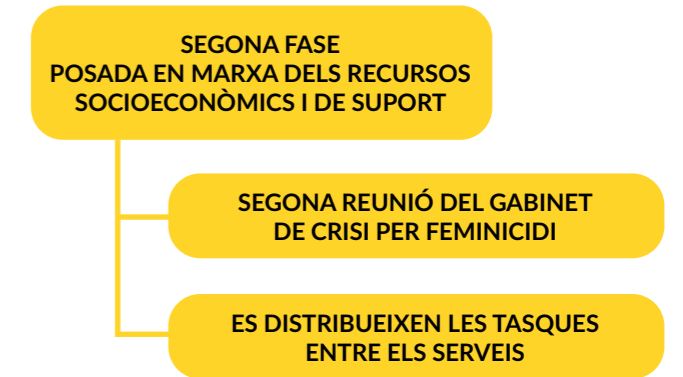 SEGONA FASE
POSADA EN MARXA DELS RECURSOS
SOCIOECONÒMICS I DE SUPORT
SEGONA REUNIÓ DEL GABINET
DE CRISI PER FEMINICIDI
ES DISTRIBUEIXEN LES TASQUES
ENTRE ELS SERVEIS